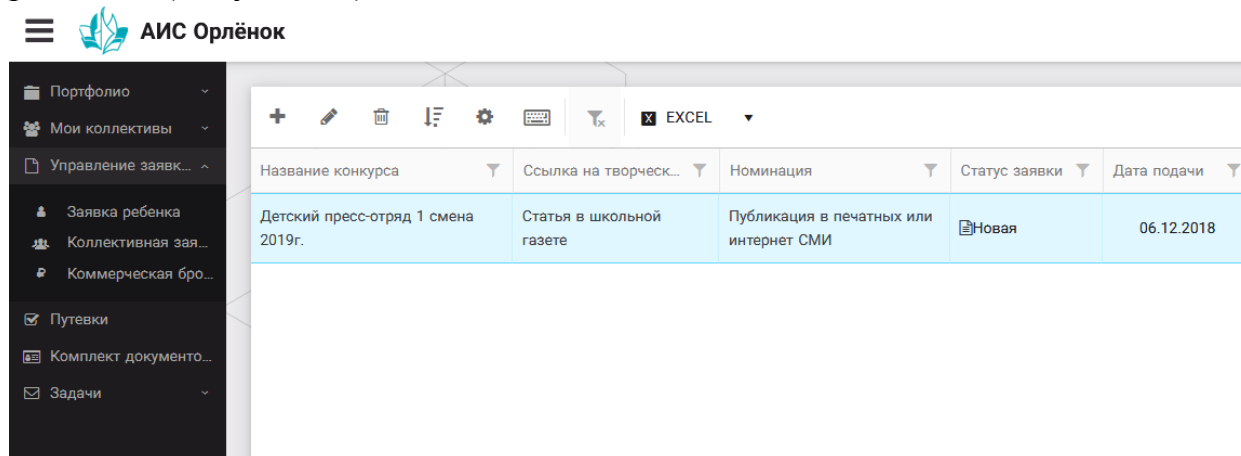 АИС Орлёнок
Портфолио
Мои коллективы
Управление заявк...
Заявка ребенка
Коллективная зая...
Коммерческая бро...
Путевки
Комплект документо...
Задачи
EXCEL
Название конкурса Ссылка на творческ... Номинация Статус заявки Дата подачи
Детский пресс-отряд 1 смена Статья в школьной Публикация в печатных или Новая 06.12.2018
2019г. газете интернет СМИ